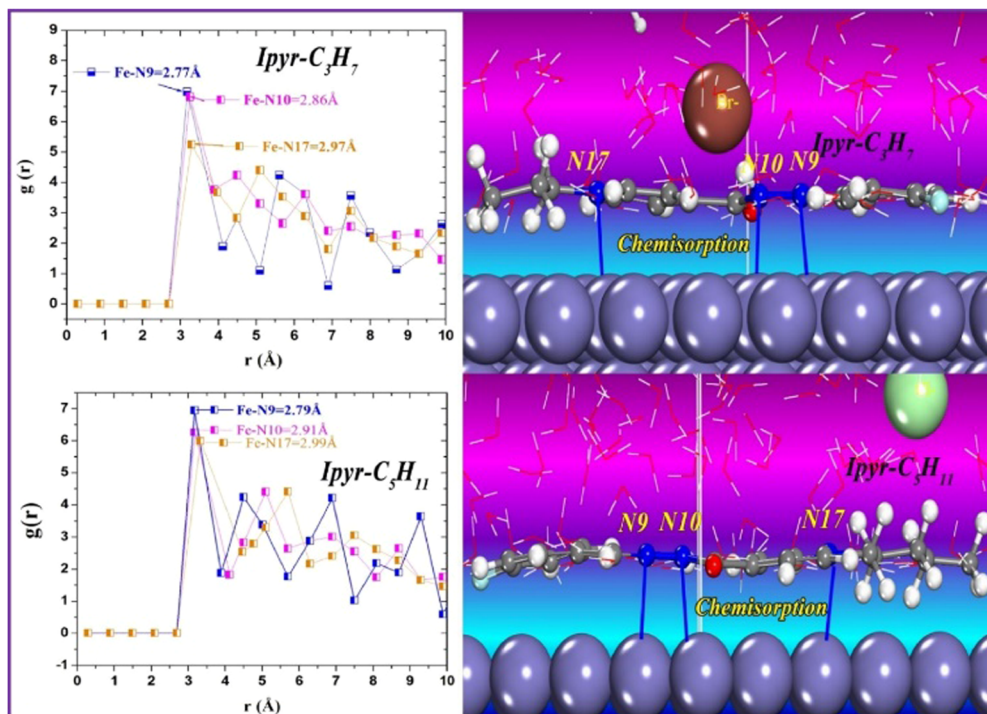 Ipyr-C3H7
Fe-N9=2.77Å
Fe-N10=2.86Å
Fe-N17=2.97Å
g (r)
9
8
7
6
5
4
3
2
1
0
-1
0 1 2 3 4 5 6 7 8 9 10
r (Å)
Br-
Ipyr-C3H7
N17
N10 N9
Chemisorption
Fe-N9=2.79Å
Fe-N10=2.91Å
Fe-N17=2.99Å
Ipyr-C5H11
g(r)
7
6
5
4
3
2
1
0
-1
0 1 2 3 4 5 6 7 8 9 10
r (Å)
Ipyr-C5H11
N9 N10
N17
Chemisorption